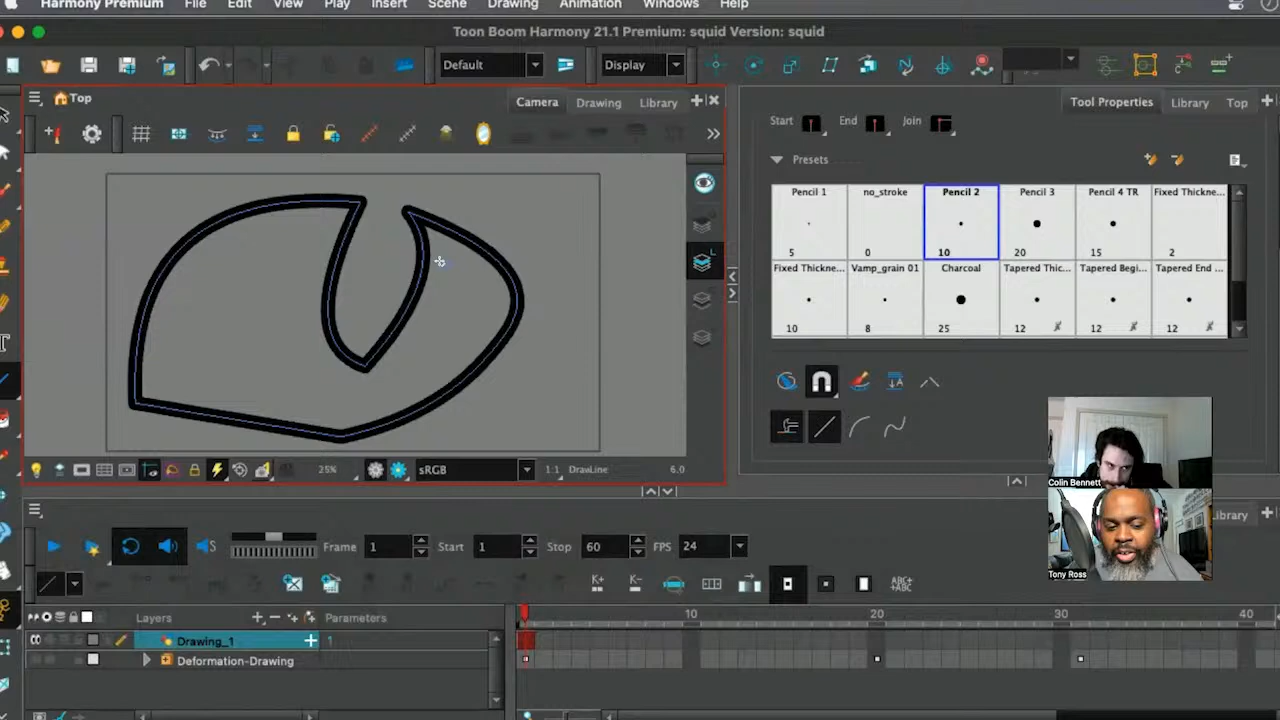 Harmony Premium File Edit View Play Insert Scene Drawing Animation Windows Help
Toon Boom Harmony 21.1 Premium: squid Version: squid
Default
Display
Top
Camera Drawing Library
Tool Properties Library Top
Start End Join
Presets
Pencil 1 no_stroke Pencil 2 Pencil 3 Pencil 4 TR Fixed Thickne...
5 0 10 20 15 2
Fixed Thickne... Vamp_grain 01 Charcoal Tapered Thic... Tapered Begi... Tapered End ...
10 8 25 12 12 12
25% sRGB 1:1 DrawLine 6.0
Colin Bennett
Tony Ross
Library
Frame 1 Start 1 Stop 60 FPS 24
K+ K- ABC+ ABC+
Layers Parameters 10 20 30 40
Drawing_1 1
Deformation-Drawing